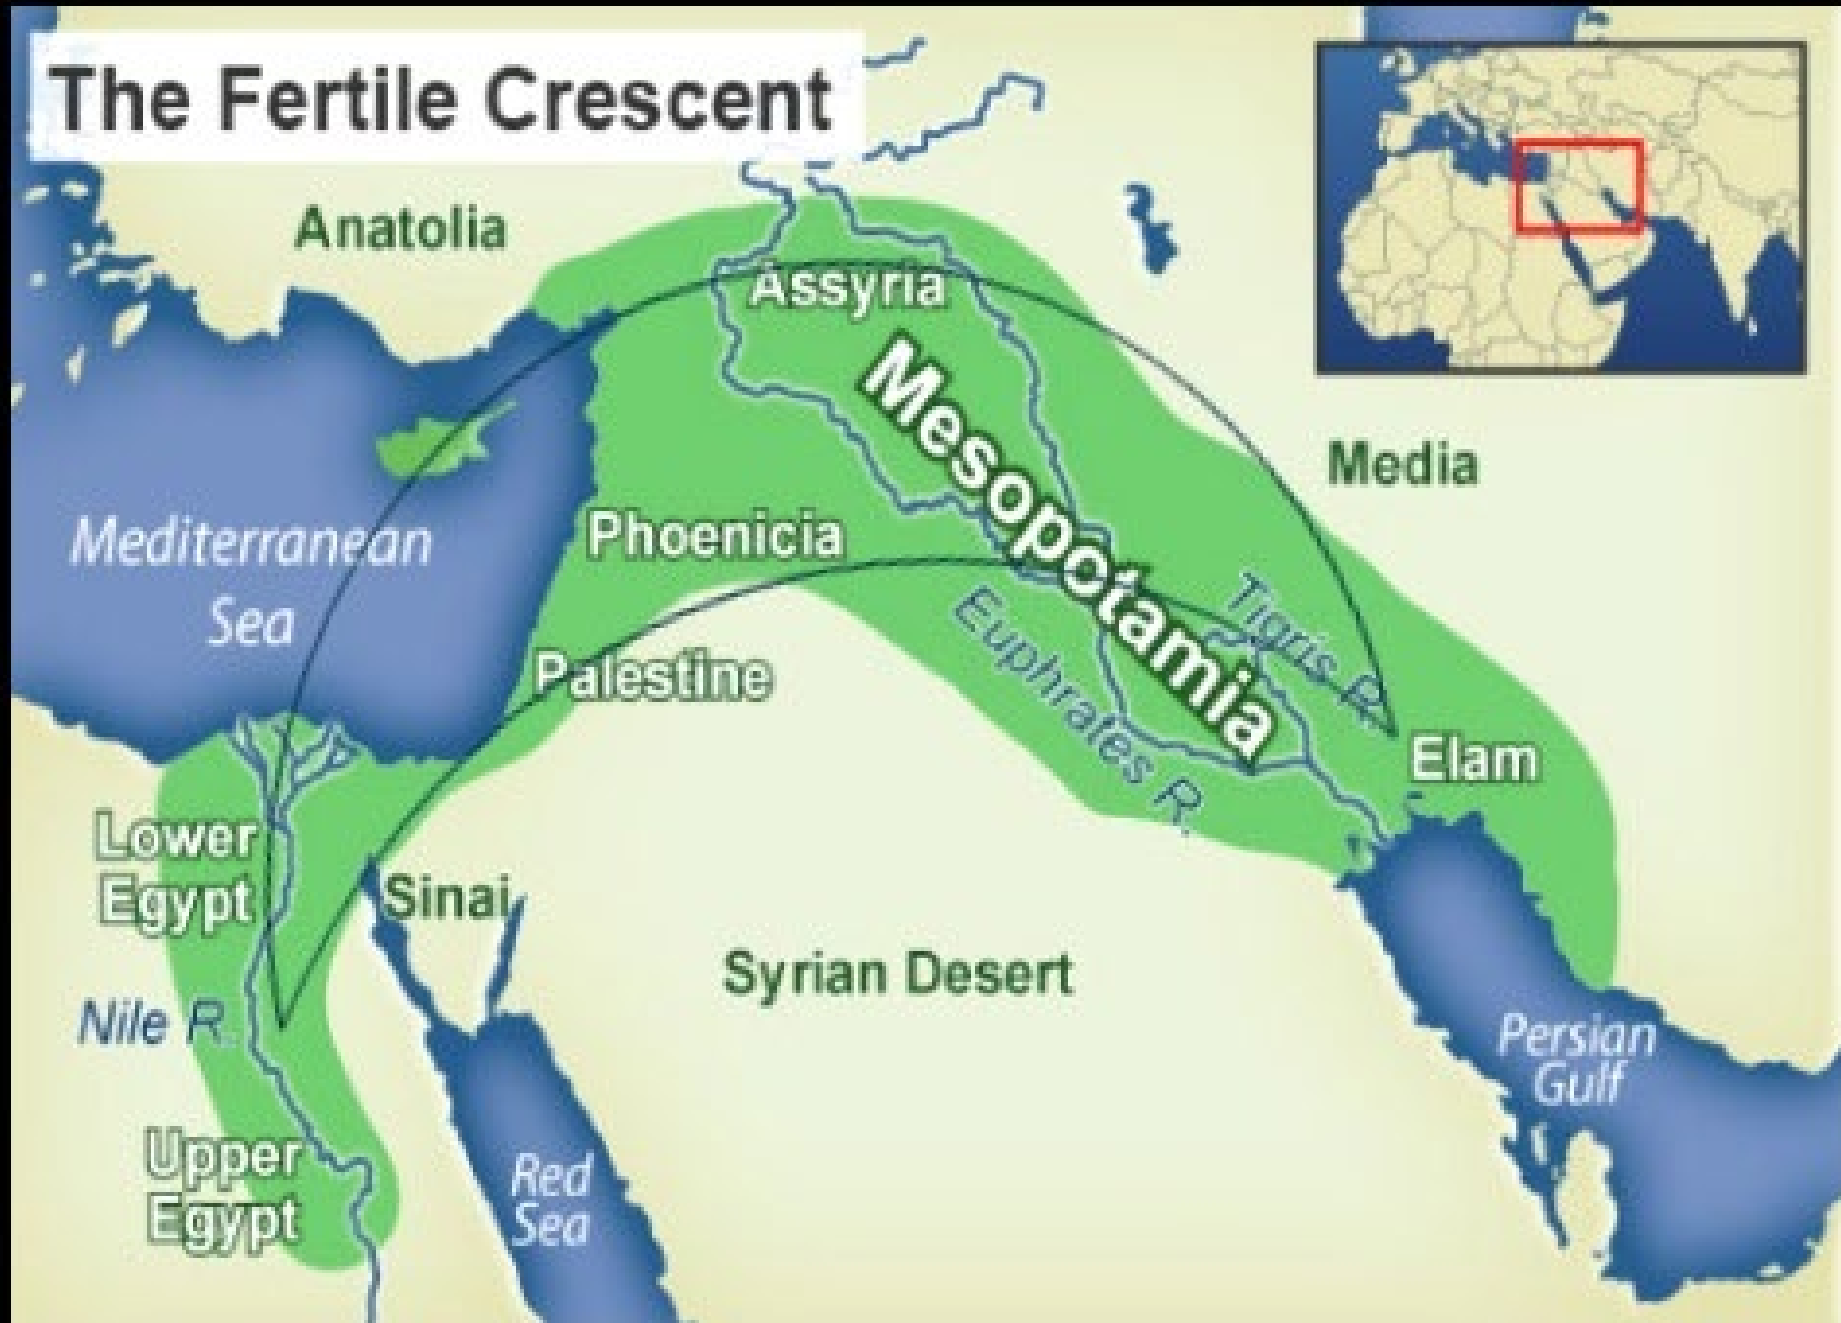 The Fertile Crescent
Anatolia
Assyria
Mesopotamia
Media
Mediterranean
Sea
Phoenicia
Palestine
Euphrates R.
Tigris R.
Elam
Lower
Egypt
Sinai
Syrian Desert
Nile R.
Persian
Gulf
Upper
Egypt
Red
Sea